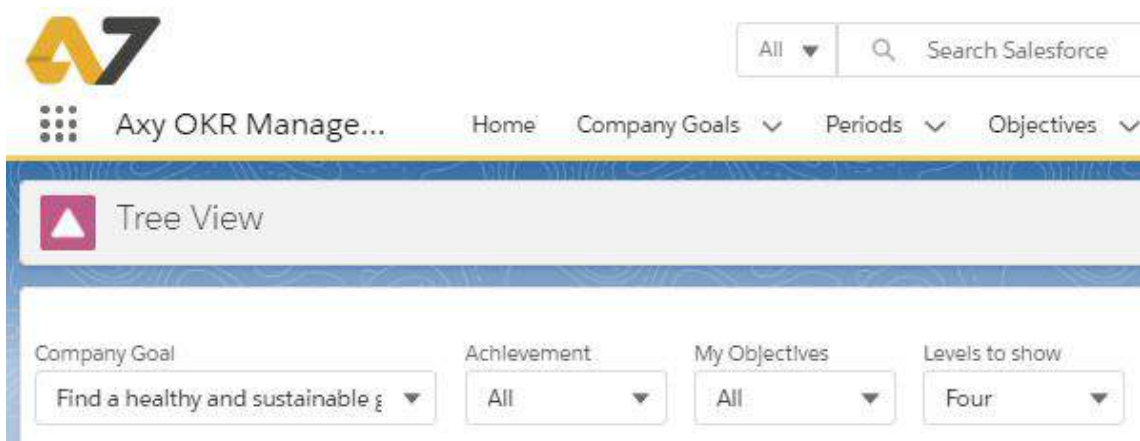 A7
All Search Salesforce
Axy OKR Manage... Home Company Goals Periods Objectives
Tree View
Company Goal Achievement My Objectives Levels to show
Find a healthy and sustainable All All Four